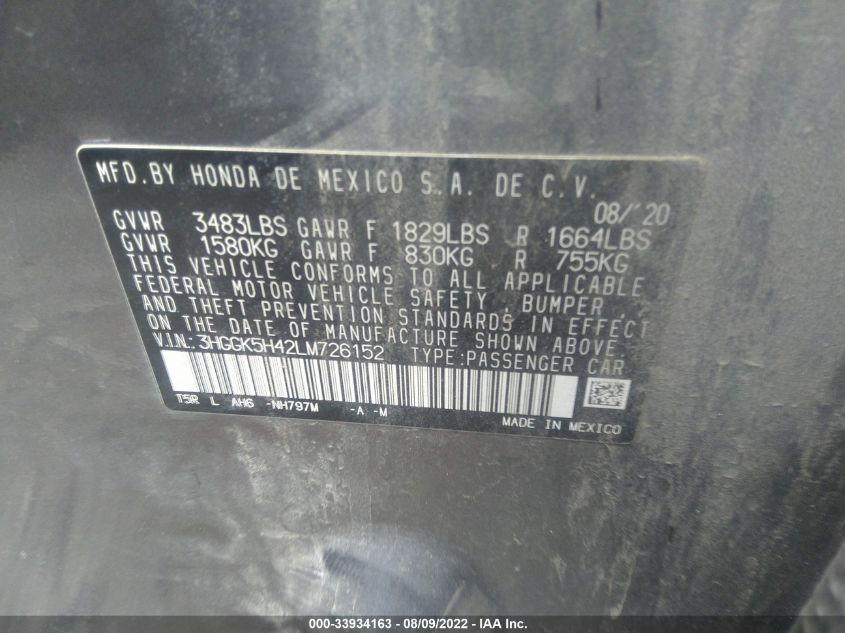 MFD.BY HONDA DE MEXICO S.A. DE C.V.
08/'20
GVWR 3483LBS GAWR F 1829LBS R 1664LBS
GVWR 1580KG GAWR F 830KG R 755KG
THIS VEHICLE CONFORMS TO ALL APPLICABLE
FEDERAL MOTOR VEHICLE SAFETY, BUMPER,
AND THEFT PREVENTION STANDARDS IN EFFECT
ON THE DATE OF MANUFACTURE SHOWN ABOVE.
V.I.N.: 3HGGK5H42LM726152 TYPE:PASSENGER CAR
T5R L AH6 -NH797M -A -M
MADE IN MEXICO
000-33934163 - 08/09/2022 - IAA Inc.